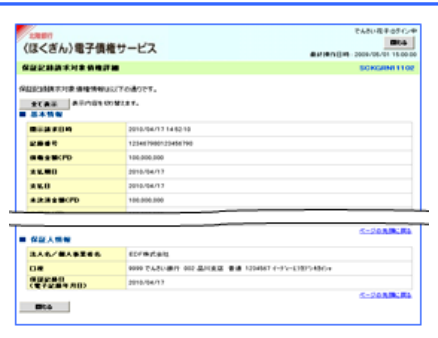 北陸銀行
でんさい花子 ログイン中
〈ほくぎん〉電子債権サービス
閉じる
最終操作日時 2009/05/01 15:00:00
保証記録請求対象債権詳細
SCKGRN11102
保証記録請求対象債権情報は以下の通りです。
全て表示 表示内容を切り替えます。
■ 基本情報
開示請求日時 2010/04/17 14:52:10
記録番号 12346790123456790
債権金額(円) 100,000,000
支払期日 2010/04/17
支払日 2010/04/17
未決済金額(円) 100,000,000
ページの先頭に戻る
■ 保証人情報
法人名/個人事業者名 ECF株式会社
口座 9999 でんさい銀行 002 品川支店 普通 1234567
保証記録日
(電子記録年月日) 2010/04/17
ページの先頭に戻る
閉じる